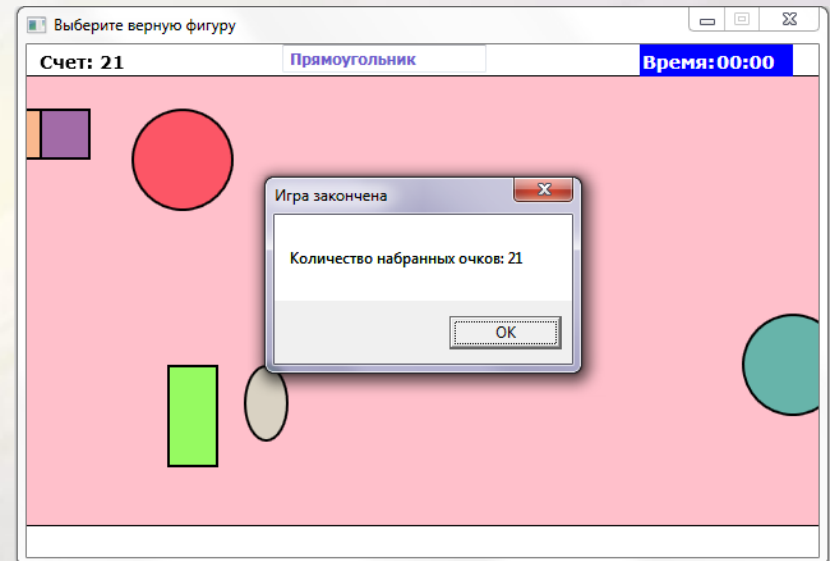 Выберите верную фигуру
Счет: 21
Прямоугольник
Время: 00:00
Игра закончена
Количество набранных очков: 21
OK